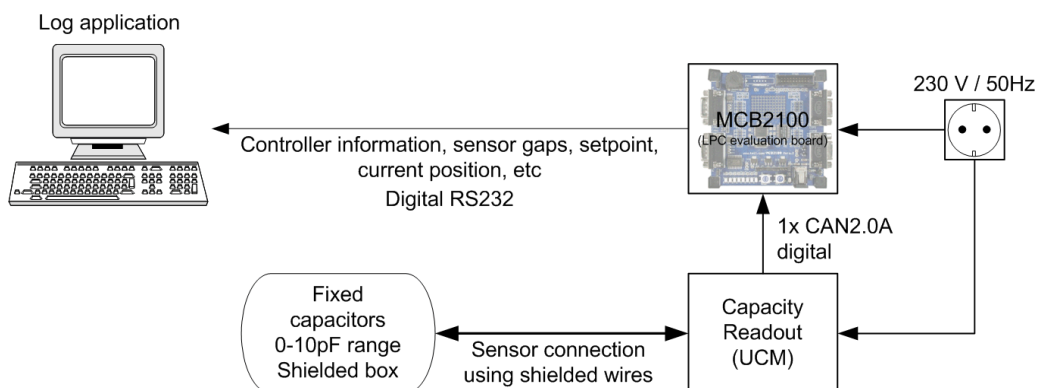 Log application
230 V / 50Hz
MCB2100
(LPC evaluation board)
Controller information, sensor gaps, setpoint,
current position, etc
Digital RS232
1x CAN2.0A
digital
Fixed
capacitors
0-10pF range
Shielded box
Sensor connection
using shielded wires
Capacity
Readout
(UCM)